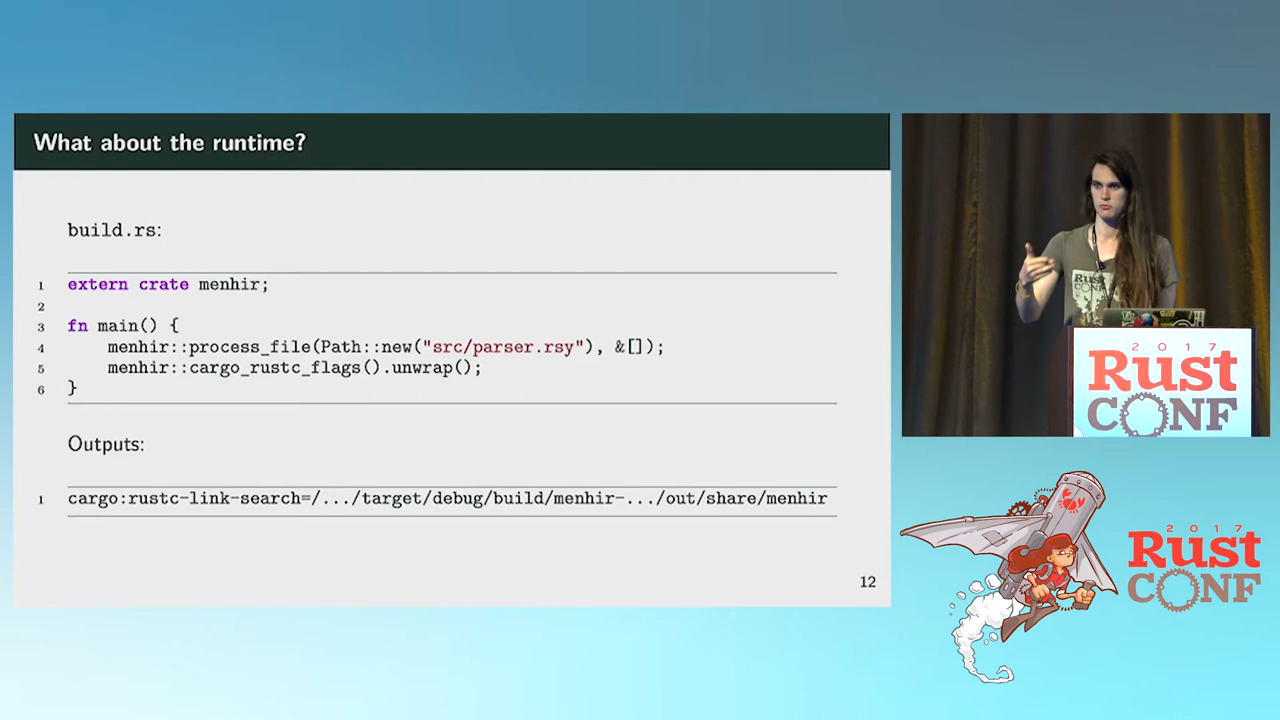 What about the runtime?
build.rs:
1 extern crate menhir;
2
3 fn main() {
4 menhir::process_file(Path::new("src/parser.rsy"), &[]);
5 menhir::cargo_rustc_flags().unwrap();
6 }
Outputs:
1 cargo:rustc-link-search=/.../target/debug/build/menhir-.../out/share/menhir
12
Rust
CONF
2017
Rust
CONF
2017
Rust
CONF